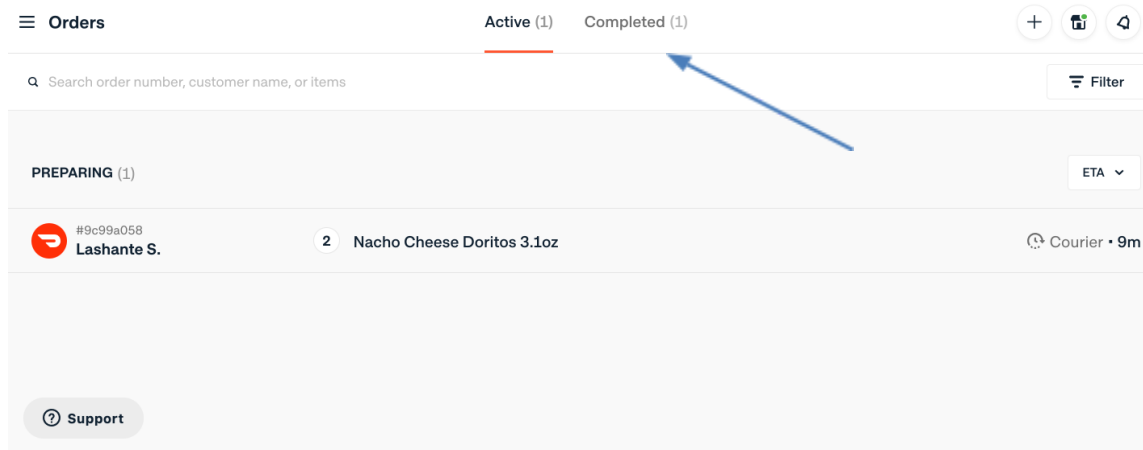 Orders
Active (1)
Completed (1)
Search order number, customer name, or items
Filter
PREPARING (1)
ETA
#9c99a058
Lashante S.
2
Nacho Cheese Doritos 3.1oz
Courier • 9m
Support